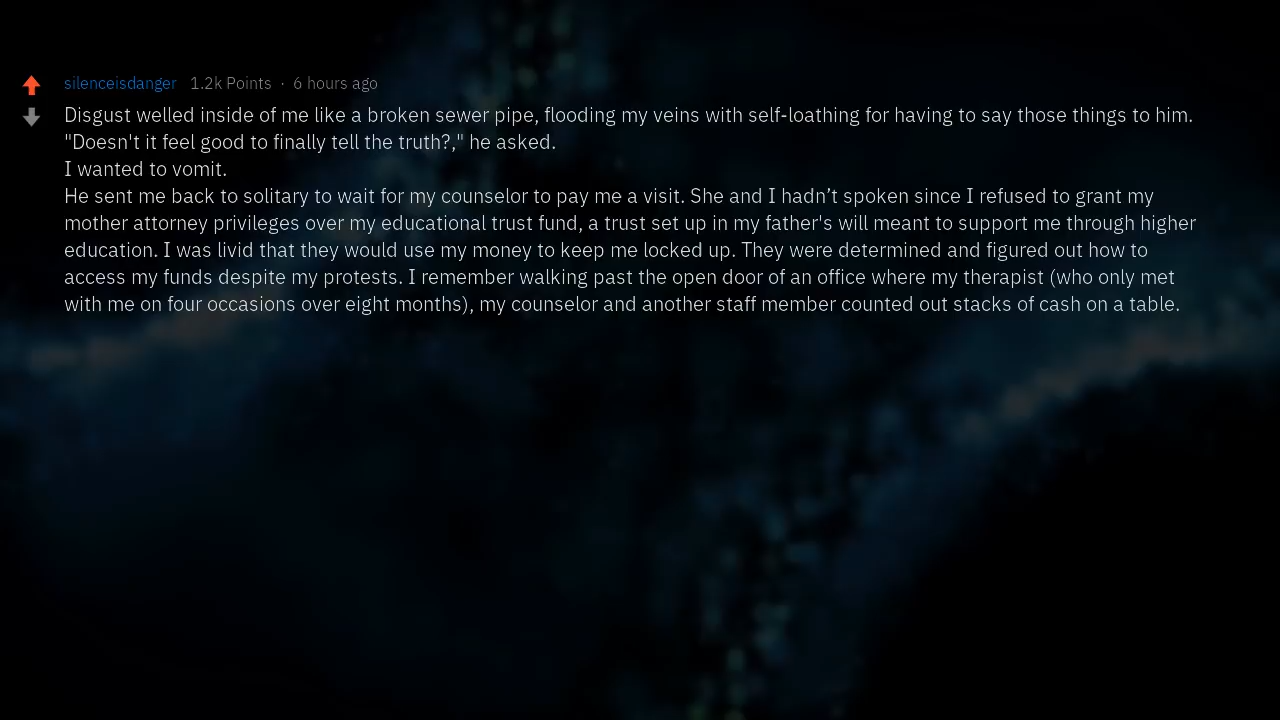 silenceisdanger 1.2k Points · 6 hours ago
Disgust welled inside of me like a broken sewer pipe, flooding my veins with self-loathing for having to say those things to him.
"Doesn't it feel good to finally tell the truth?," he asked.
I wanted to vomit.
He sent me back to solitary to wait for my counselor to pay me a visit. She and I hadn’t spoken since I refused to grant my
mother attorney privileges over my educational trust fund, a trust set up in my father's will meant to support me through higher
education. I was livid that they would use my money to keep me locked up. They were determined and figured out how to
access my funds despite my protests. I remember walking past the open door of an office where my therapist (who only met
with me on four occasions over eight months), my counselor and another staff member counted out stacks of cash on a table.